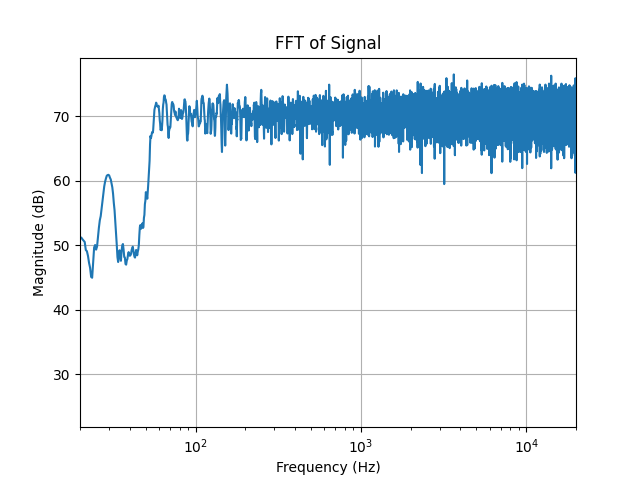 FFT of Signal
Magnitude (dB)
70
60
50
40
30
10²
10³
10⁴
Frequency (Hz)